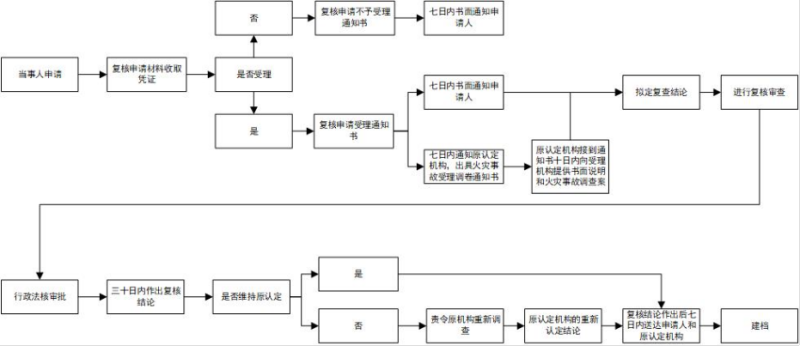 否
复核申请不予受理
通知书
七日内书面通知申
请人
当事人申请
复核申请材料收取
凭证
是否受理
是
复核申请受理通知
书
七日内书面通知申
请人
拟定复查结论
进行复核审查
七日内通知原认定
机构，出具火灾事
故受理调卷通知书
原认定机构接到通
知书十日内向受理
机构提供书面说明
和火灾事故调查案
行政法核审批
三十日内作出复核
结论
是否维持原认定
是
否
责令原机构重新调
查
原认定机构的重新
认定结论
复核结论作出后七
日内送达申请人和
原认定机构
建档